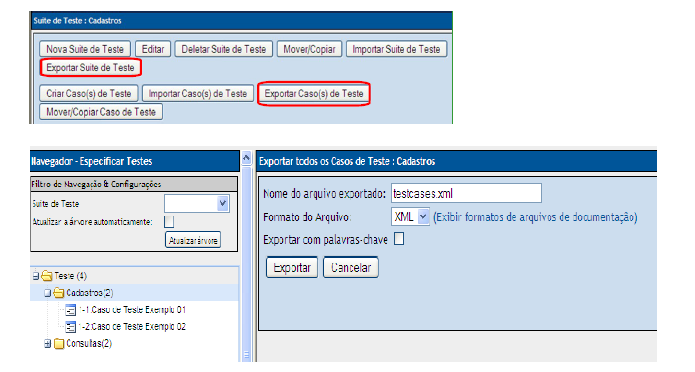 Suite de Teste : Cadastros
Nova Suite de Teste Editar Deletar Suite de Teste Mover/Copiar Importar Suite de Teste
Exportar Suite de Teste
Criar Caso(s) de Teste Importar Caso(s) de Teste Exportar Caso(s) de Teste
Mover/Copiar Caso de Teste
Navegador - Especificar Testes
Filtro de Navegação & Configurações
Suite de Teste
Atualizar a árvore automaticamente:
Atualizar árvore
Teste (4)
Cadastros(2)
1-1:Caso de Teste Exemplo 01
1-2:Caso de Teste Exemplo 02
Consultas(2)
Exportar todos os Casos de Teste : Cadastros
Nome do arquivo exportado: testcases.xml
Formato do Arquivo: XML (Exibir formatos de arquivos de documentação)
Exportar com palavras-chave
Exportar Cancelar